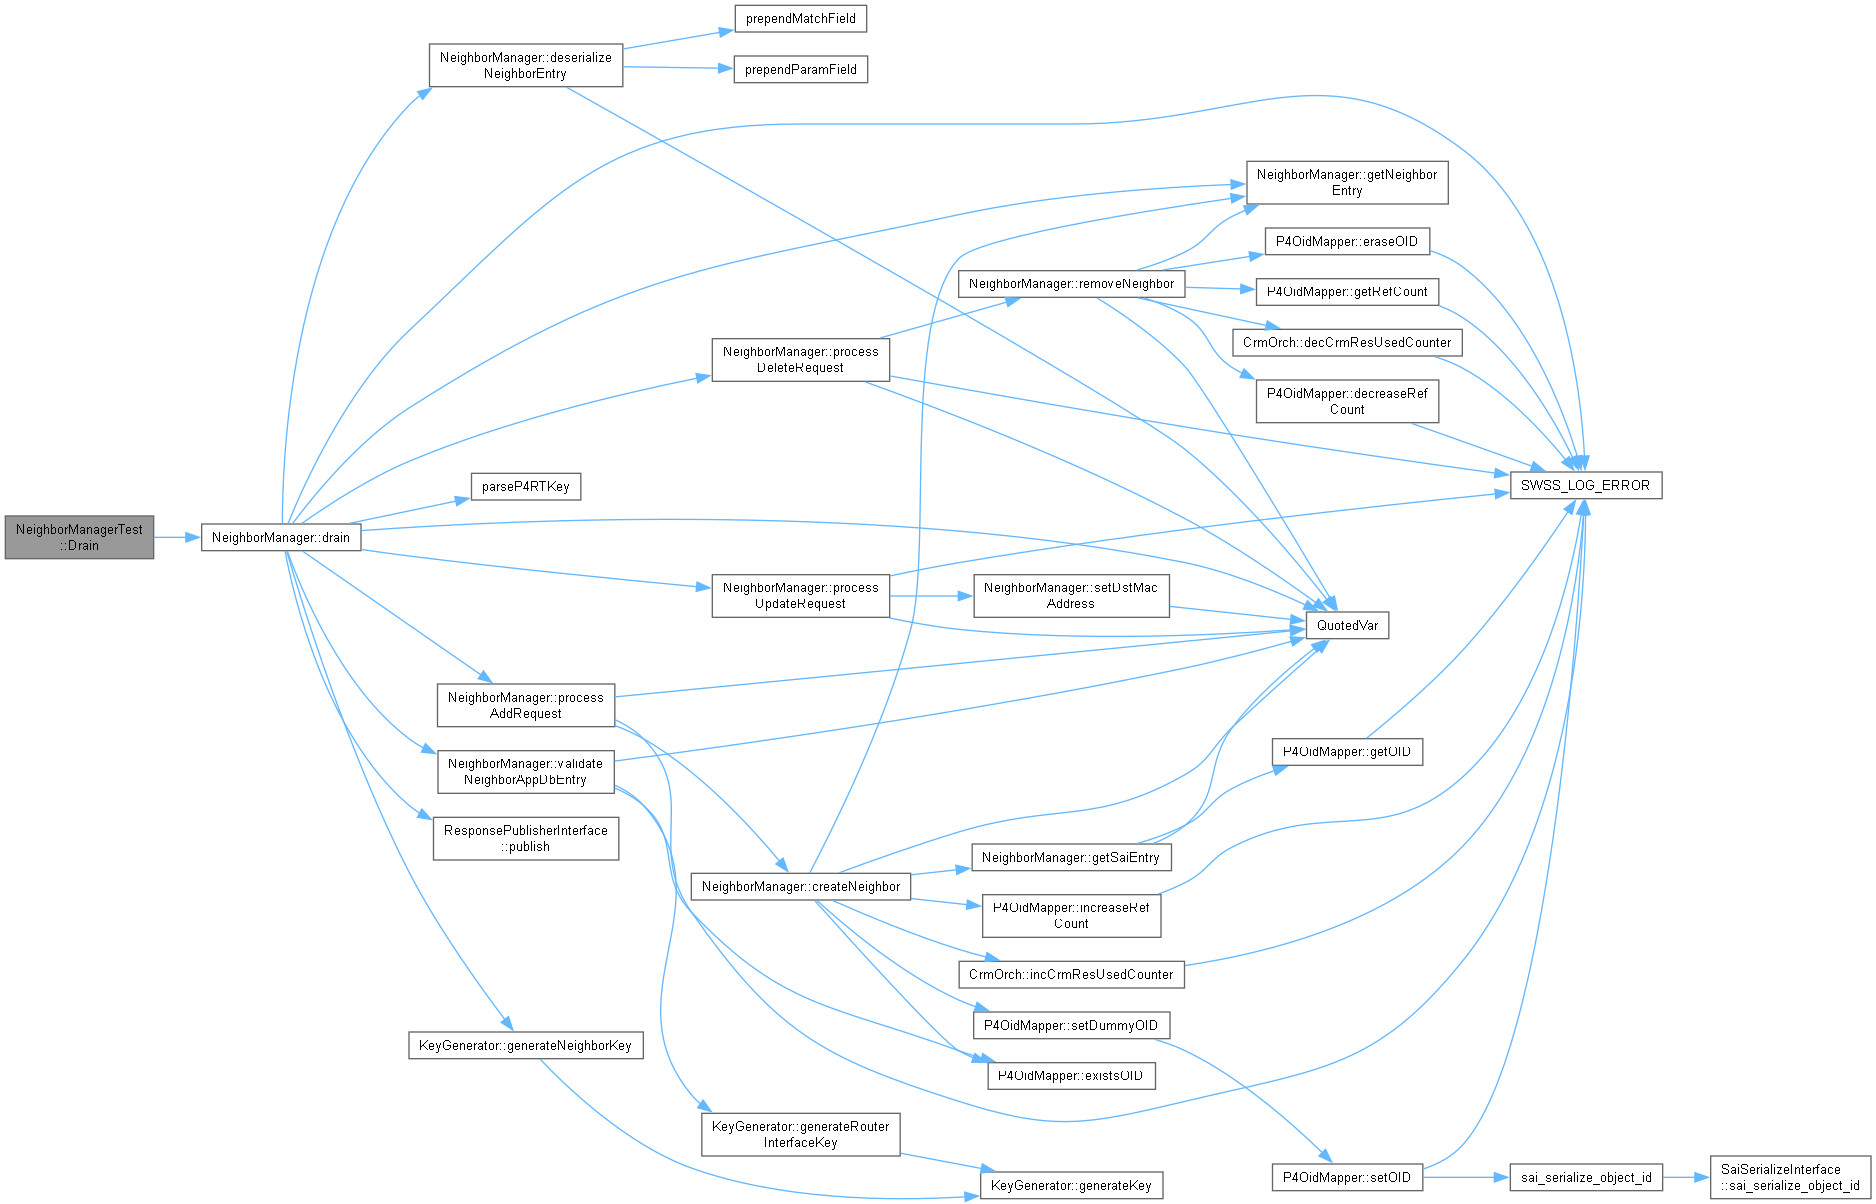 prependMatchField
NeighborManager::deserialize
NeighborEntry
prependParamField
NeighborManager::getNeighbor
Entry
P4OidMapper::eraseOID
NeighborManager::removeNeighbor
P4OidMapper::getRefCount
CrmOrch::decCrmResUsedCounter
NeighborManager::process
DeleteRequest
P4OidMapper::decreaseRef
Count
parseP4RTKey
SWSS_LOG_ERROR
NeighborManagerTest
::Drain
NeighborManager::drain
NeighborManager::process
UpdateRequest
NeighborManager::setDstMac
Address
QuotedVar
NeighborManager::process
AddRequest
P4OidMapper::getOID
NeighborManager::validate
NeighborAppDbEntry
ResponsePublisherInterface
::publish
NeighborManager::getSaiEntry
NeighborManager::createNeighbor
P4OidMapper::increaseRef
Count
CrmOrch::incCrmResUsedCounter
P4OidMapper::setDummyOID
KeyGenerator::generateNeighborKey
P4OidMapper::existsOID
KeyGenerator::generateRouter
InterfaceKey
KeyGenerator::generateKey
P4OidMapper::setOID
sai_serialize_object_id
SaiSerializeInterface
::sai_serialize_object_id